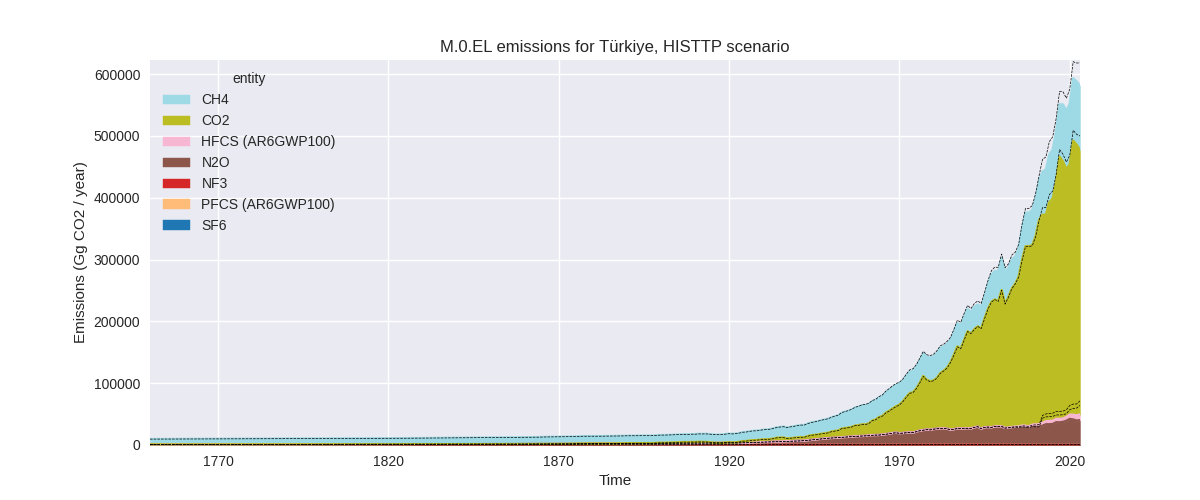 M.0.EL emissions for Türkiye, HISTTP scenario
Emissions (Gg CO2 / year)
600000
500000
400000
300000
200000
100000
0
entity
CH4
CO2
HFCS (AR6GWP100)
N2O
NF3
PFCS (AR6GWP100)
SF6
1770 1820 1870 1920 1970 2020
Time